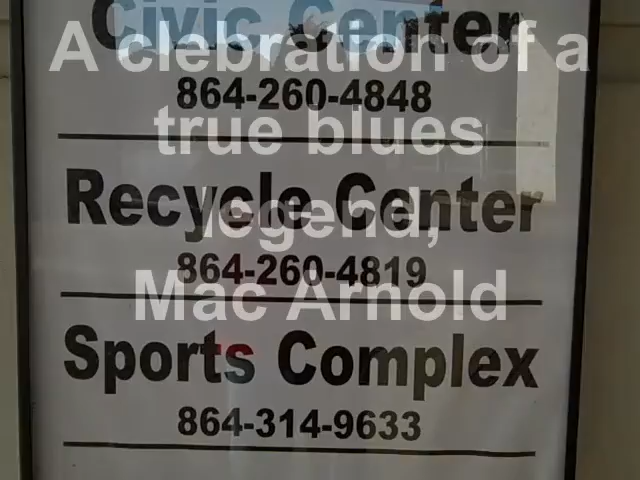 Civic Center
A clebration of a
864-260-4848
true blues
Recycle Center
legend,
864-260-4819
Mac Arnold
Sports Complex
864-314-9633